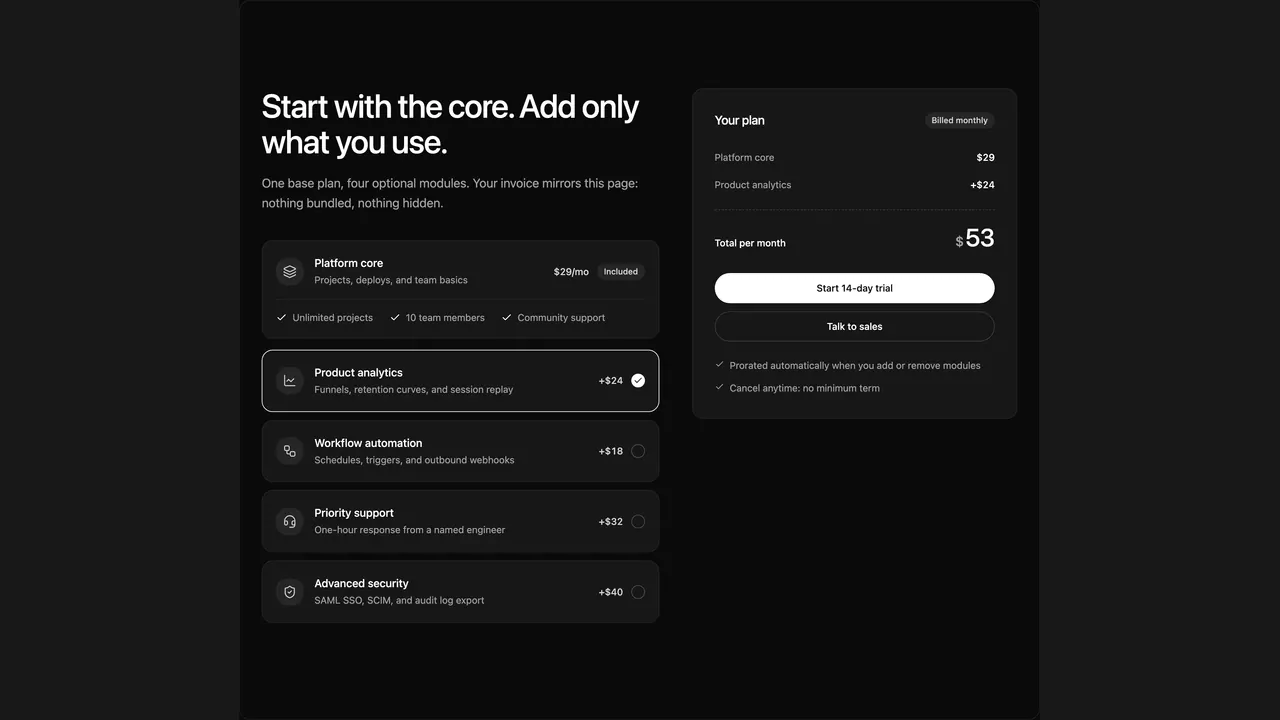 Start with the core. Add only
what you use.
One base plan, four optional modules. Your invoice mirrors this page:
nothing bundled, nothing hidden.
Platform core
Projects, deploys, and team basics
$29/mo
Included
Unlimited projects
10 team members
Community support
Product analytics
Funnels, retention curves, and session replay
+$24
Workflow automation
Schedules, triggers, and outbound webhooks
+$18
Priority support
One-hour response from a named engineer
+$32
Advanced security
SAML SSO, SCIM, and audit log export
+$40
Your plan
Billed monthly
Platform core
$29
Product analytics
+$24
Total per month
$53
Start 14-day trial
Talk to sales
Prorated automatically when you add or remove modules
Cancel anytime: no minimum term